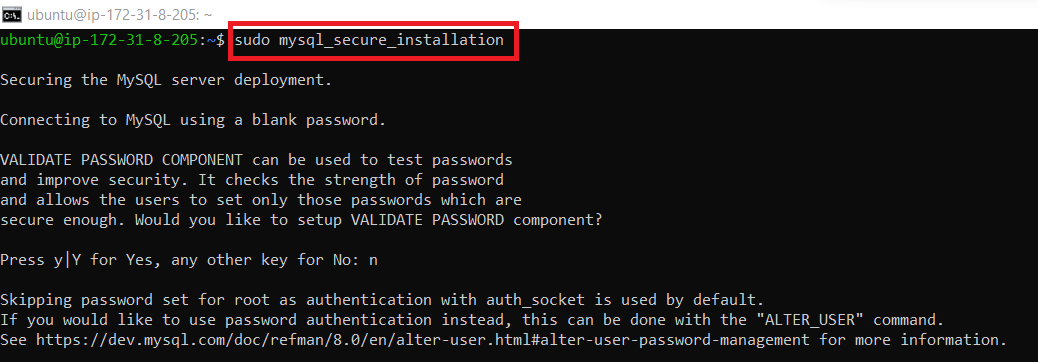 ubuntu@ip-172-31-8-205: ~
ubuntu@ip-172-31-8-205:~$ sudo mysql_secure_installation
Securing the MySQL server deployment.
Connecting to MySQL using a blank password.
VALIDATE PASSWORD COMPONENT can be used to test passwords
and improve security. It checks the strength of password
and allows the users to set only those passwords which are
secure enough. Would you like to setup VALIDATE PASSWORD component?
Press y|Y for Yes, any other key for No: n
Skipping password set for root as authentication with auth_socket is used by default.
If you would like to use password authentication instead, this can be done with the "ALTER_USER" command.
See https://dev.mysql.com/doc/refman/8.0/en/alter-user.html#alter-user-password-management for more information.